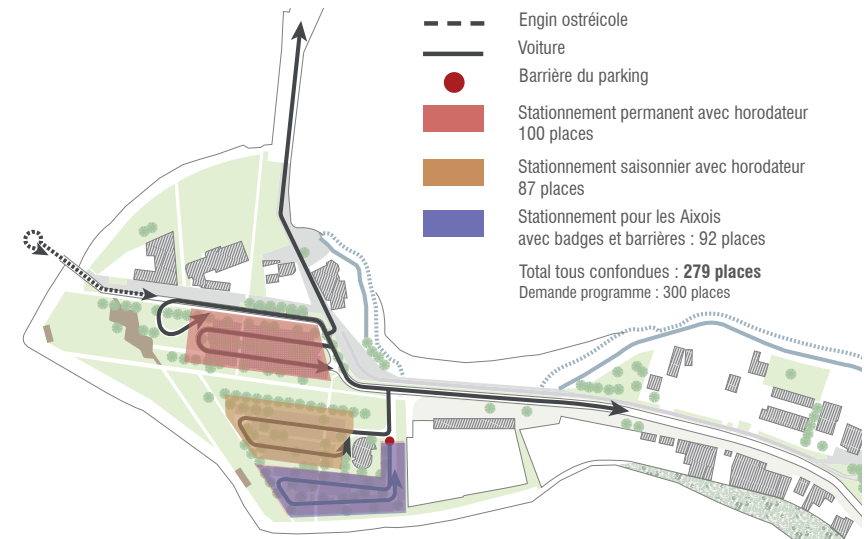 Engin ostréicole
Voiture
Barrière du parking
Stationnement permanent avec horodateur
100 places
Stationnement saisonnier avec horodateur
87 places
Stationnement pour les Aixois
avec badges et barrières : 92 places
Total tous confondues : 279 places
Demande programme : 300 places